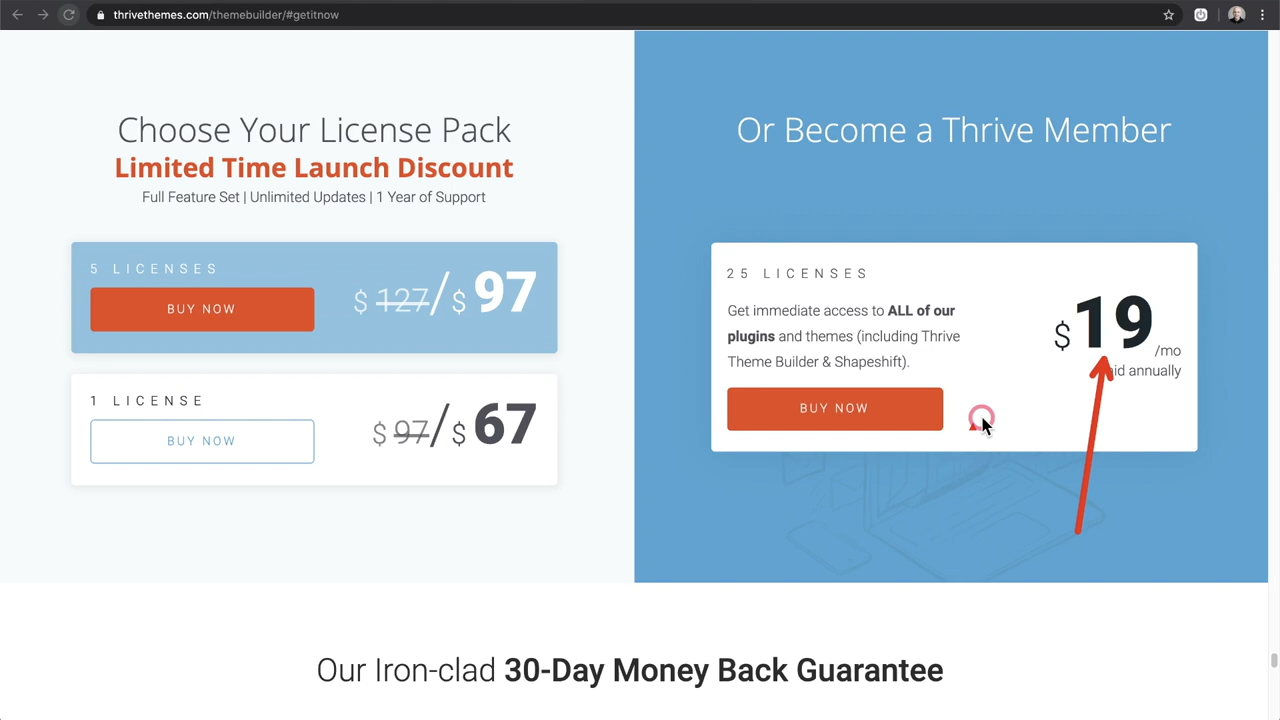 thrivethemes.com/themebuilder/#getitnow
Choose Your License Pack
Limited Time Launch Discount
Full Feature Set | Unlimited Updates | 1 Year of Support
5 LICENSES
BUY NOW
$ 127/$ 97
1 LICENSE
BUY NOW
$ 97/$ 67
Or Become a Thrive Member
25 LICENSES
Get immediate access to ALL of our
plugins and themes (including Thrive
Theme Builder & Shapeshift).
BUY NOW
$19
/mo
annually
Our Iron-clad 30-Day Money Back Guarantee